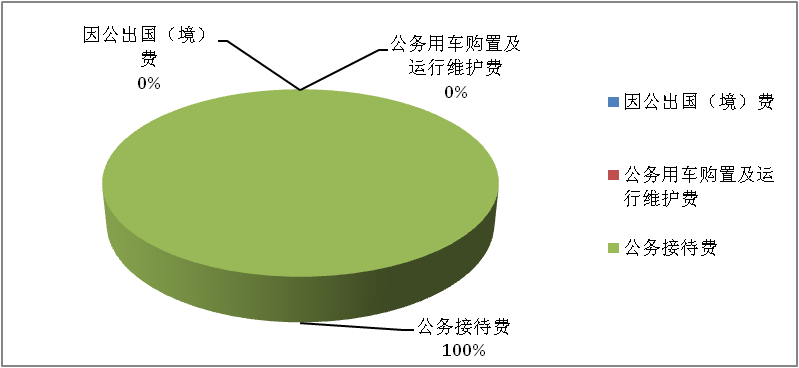 因公出国（境）
费
0%
公务用车购置及
运行维护费
0%
因公出国（境）费
公务用车购置及运
行维护费
公务接待费
公务接待费
100%